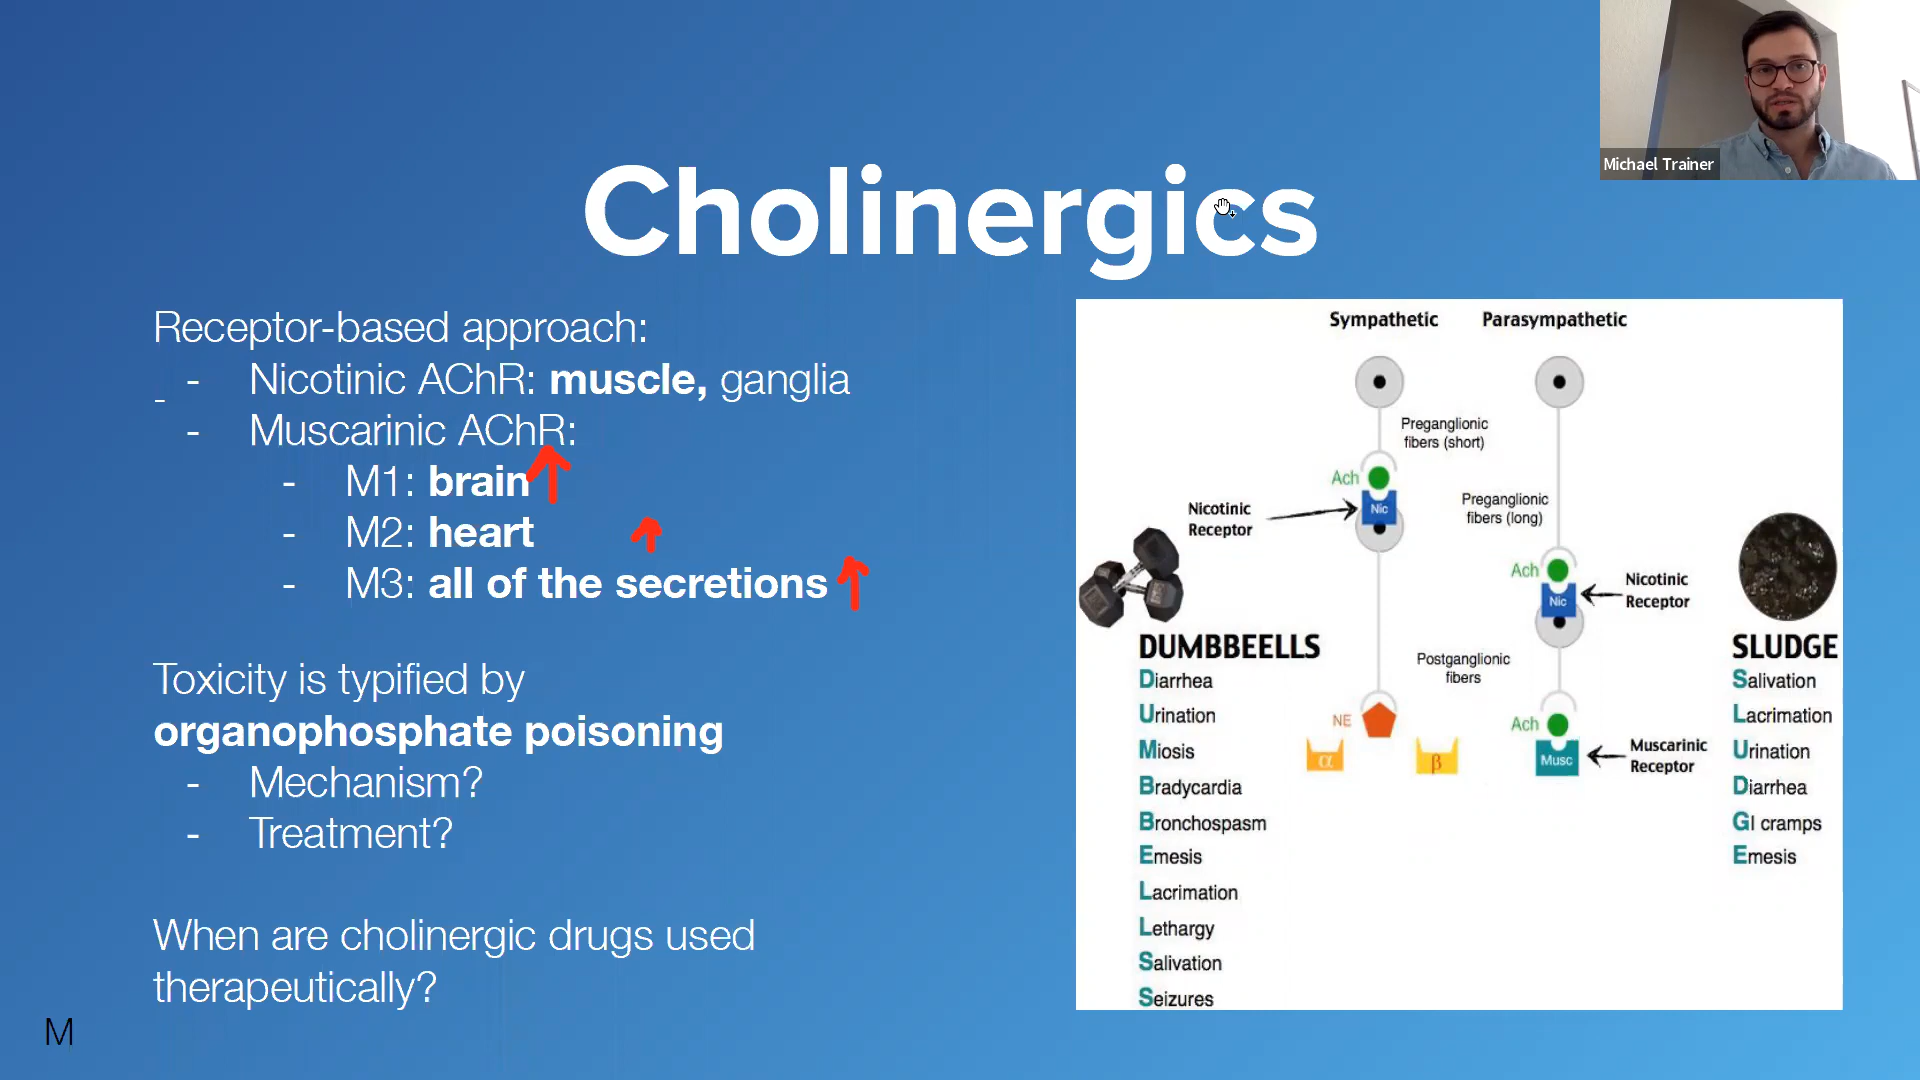 Michael Trainer
Cholinergics
Receptor-based approach:
- Nicotinic AChR: muscle, ganglia
-
- Muscarinic AChR:
- M1: brain
- M2: heart
- M3: all of the secretions
Toxicity is typified by
organophosphate poisoning
- Mechanism?
- Treatment?
When are cholinergic drugs used
therapeutically?
M
Sympathetic
Parasympathetic
Preganglionic
fibers (short)
Ach
Nic
Nicotinic
Receptor
Preganglionic
fibers (long)
Ach
Nic
Nicotinic
Receptor
Postganglionic
fibers
NE
α
β
Ach
Musc
Muscarinic
Receptor
DUMBBEELLS
Diarrhea
Urination
Miosis
Bradycardia
Bronchospasm
Emesis
Lacrimation
Lethargy
Salivation
Seizures
SLUDGE
Salivation
Lacrimation
Urination
Diarrhea
GI cramps
Emesis